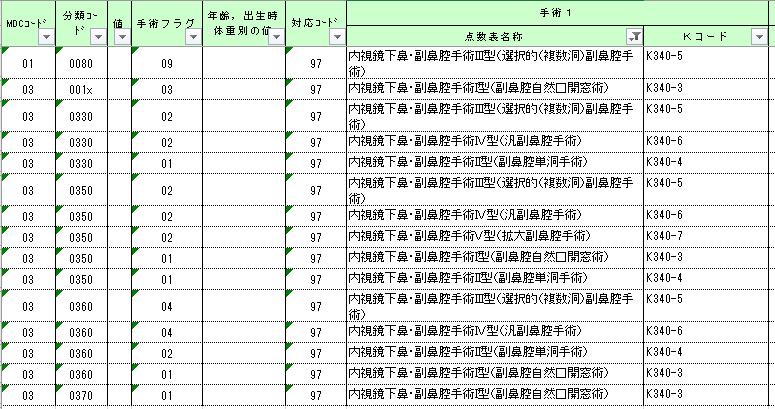 MDCコード 分類コード 値 手術フラグ 年齢，出生時体重別の値 対応コード 手術１
点数表名称 Ｋコード
01 0080 09 97 内視鏡下鼻・副鼻腔手術Ⅲ型(選択的(複数洞)副鼻腔手術) K340-5
03 001x 03 97 内視鏡下鼻・副鼻腔手術Ⅰ型(副鼻腔自然口開窓術) K340-3
03 0330 02 97 内視鏡下鼻・副鼻腔手術Ⅲ型(選択的(複数洞)副鼻腔手術) K340-5
03 0330 02 97 内視鏡下鼻・副鼻腔手術Ⅳ型(汎副鼻腔手術) K340-6
03 0330 01 97 内視鏡下鼻・副鼻腔手術Ⅱ型(副鼻腔単洞手術) K340-4
03 0350 02 97 内視鏡下鼻・副鼻腔手術Ⅲ型(選択的(複数洞)副鼻腔手術) K340-5
03 0350 02 97 内視鏡下鼻・副鼻腔手術Ⅳ型(汎副鼻腔手術) K340-6
03 0350 02 97 内視鏡下鼻・副鼻腔手術Ⅴ型(拡大副鼻腔手術) K340-7
03 0350 01 97 内視鏡下鼻・副鼻腔手術Ⅰ型(副鼻腔自然口開窓術) K340-3
03 0350 01 97 内視鏡下鼻・副鼻腔手術Ⅱ型(副鼻腔単洞手術) K340-4
03 0360 04 97 内視鏡下鼻・副鼻腔手術Ⅲ型(選択的(複数洞)副鼻腔手術) K340-5
03 0360 04 97 内視鏡下鼻・副鼻腔手術Ⅳ型(汎副鼻腔手術) K340-6
03 0360 02 97 内視鏡下鼻・副鼻腔手術Ⅱ型(副鼻腔単洞手術) K340-4
03 0360 01 97 内視鏡下鼻・副鼻腔手術Ⅰ型(副鼻腔自然口開窓術) K340-3
03 0370 01 97 内視鏡下鼻・副鼻腔手術Ⅰ型(副鼻腔自然口開窓術) K340-3